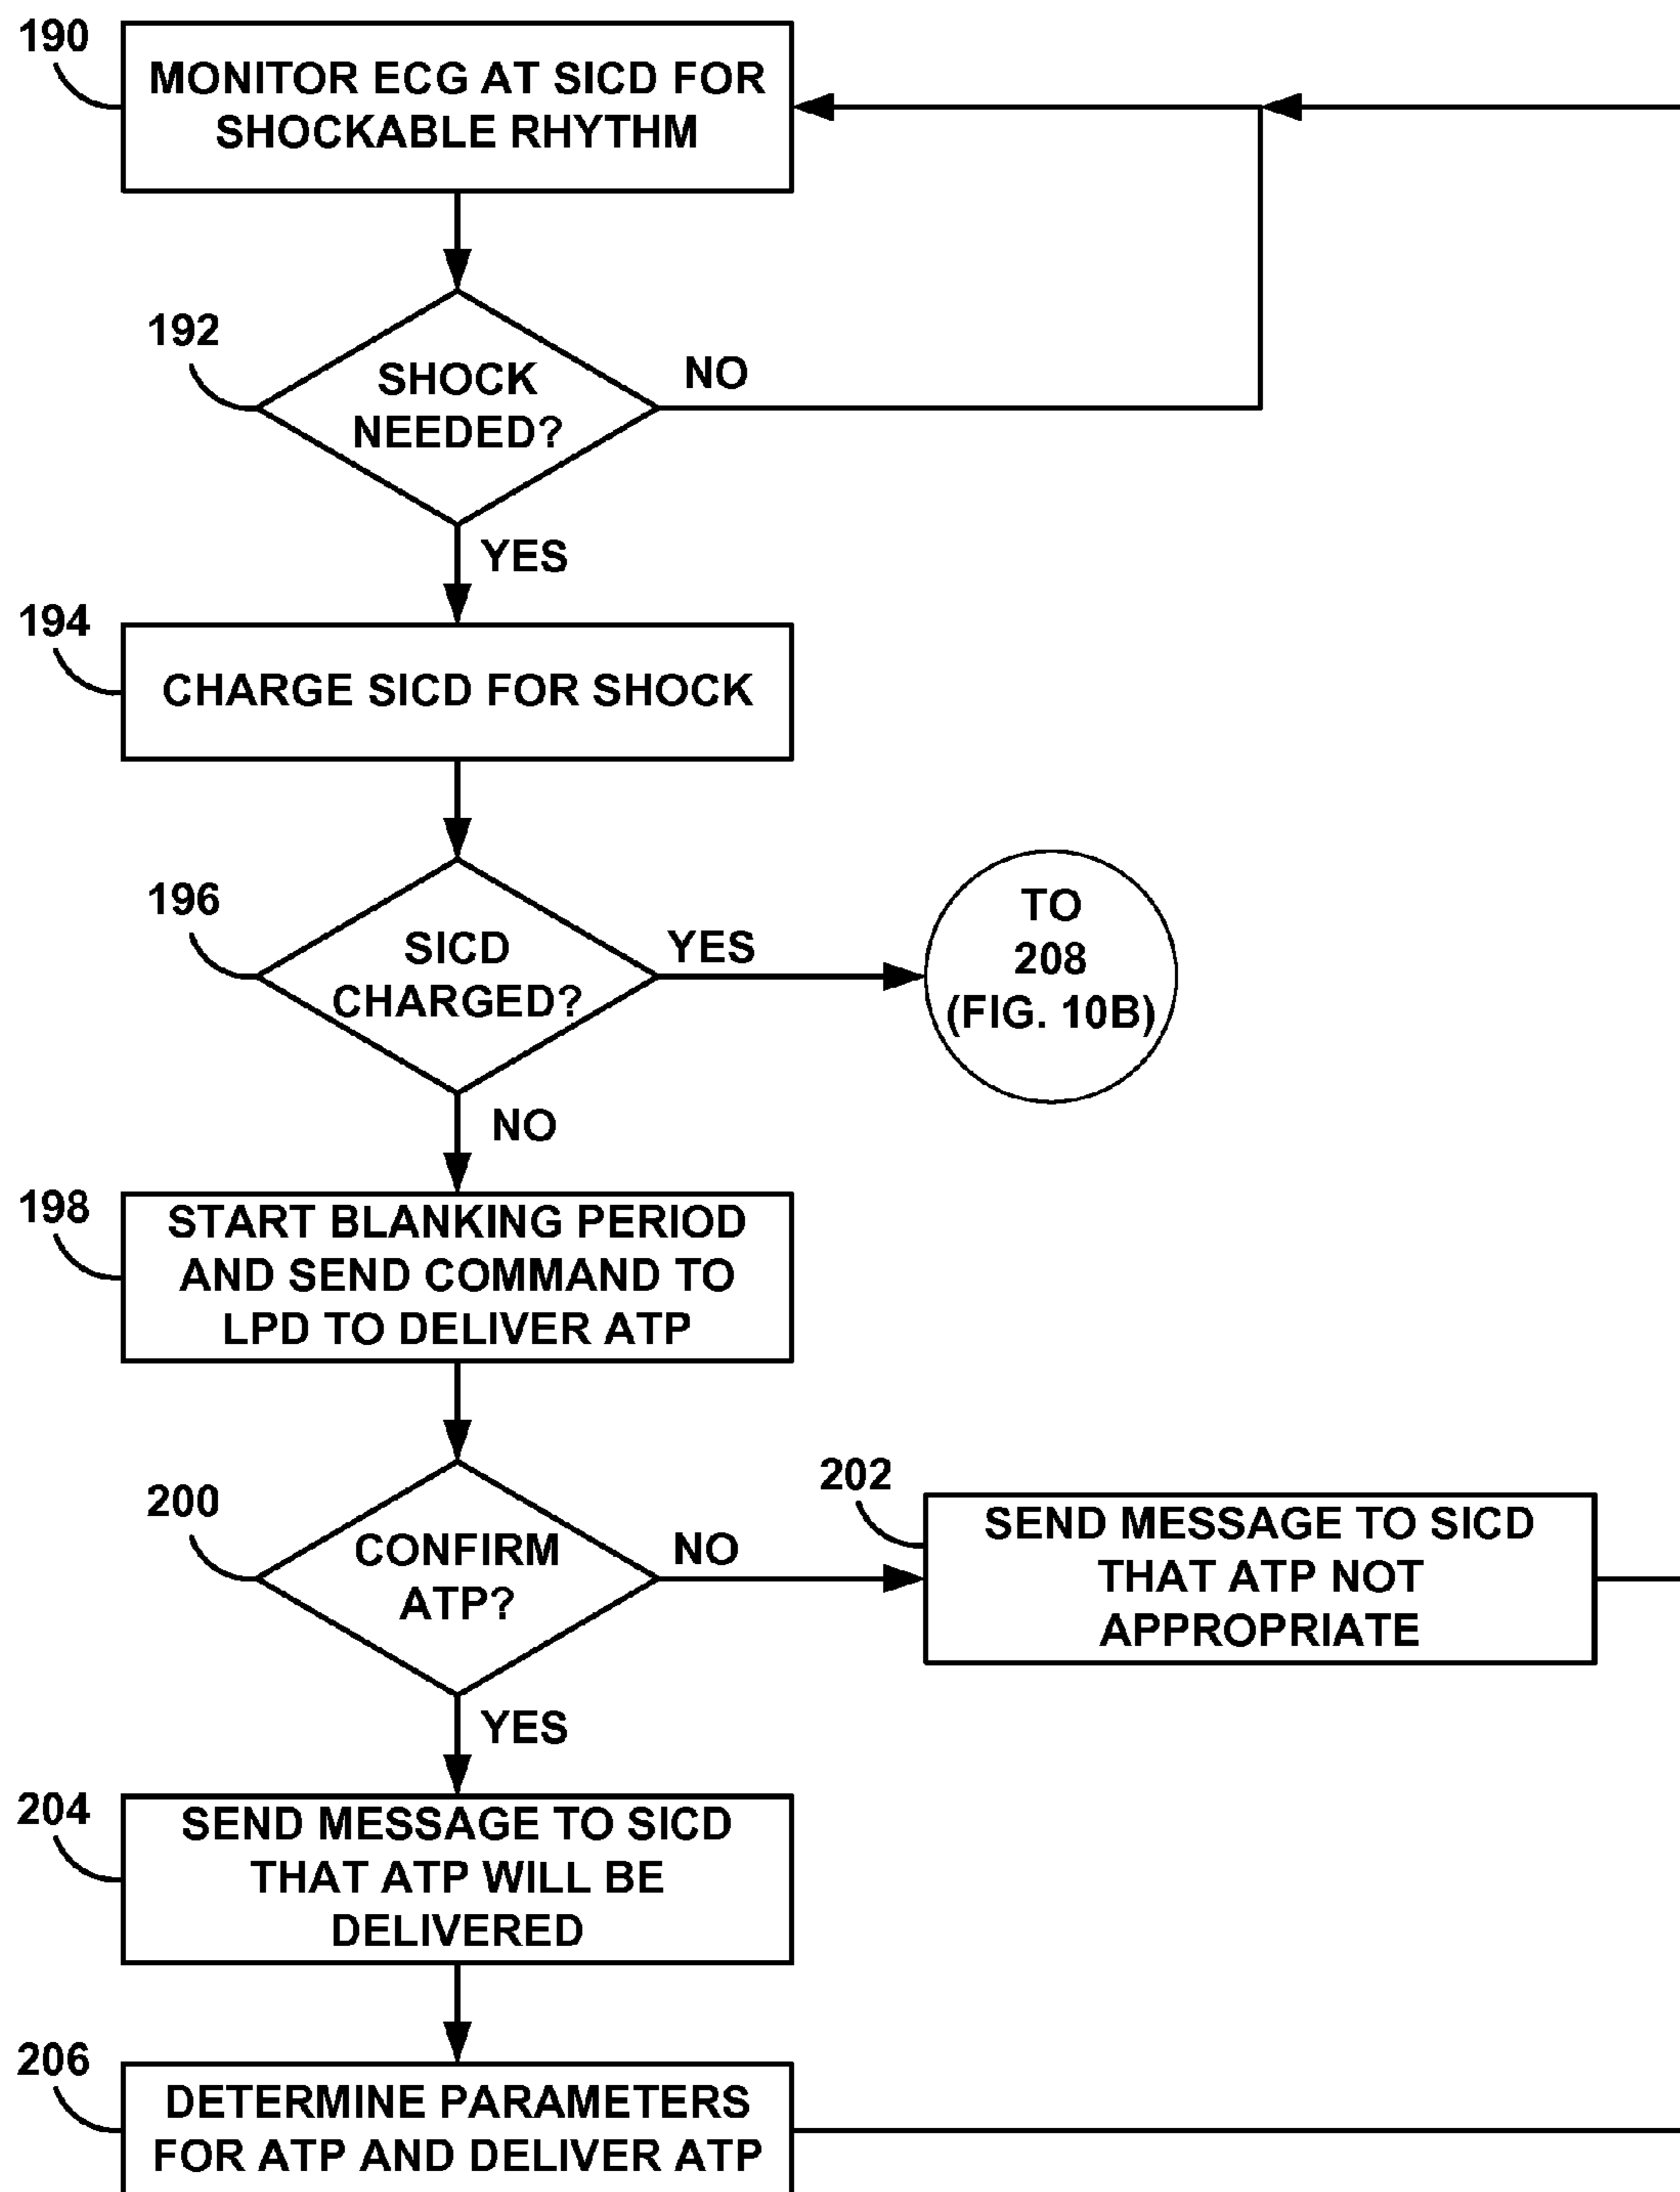 190
MONITOR ECG AT SICD FOR
SHOCKABLE RHYTHM
192
SHOCK
NEEDED?
NO
YES
194
CHARGE SICD FOR SHOCK
196
SICD
CHARGED?
YES
TO
208
(FIG. 10B)
NO
198
START BLANKING PERIOD
AND SEND COMMAND TO
LPD TO DELIVER ATP
200
CONFIRM
ATP?
NO
202
SEND MESSAGE TO SICD
THAT ATP NOT
APPROPRIATE
YES
204
SEND MESSAGE TO SICD
THAT ATP WILL BE
DELIVERED
206
DETERMINE PARAMETERS
FOR ATP AND DELIVER ATP